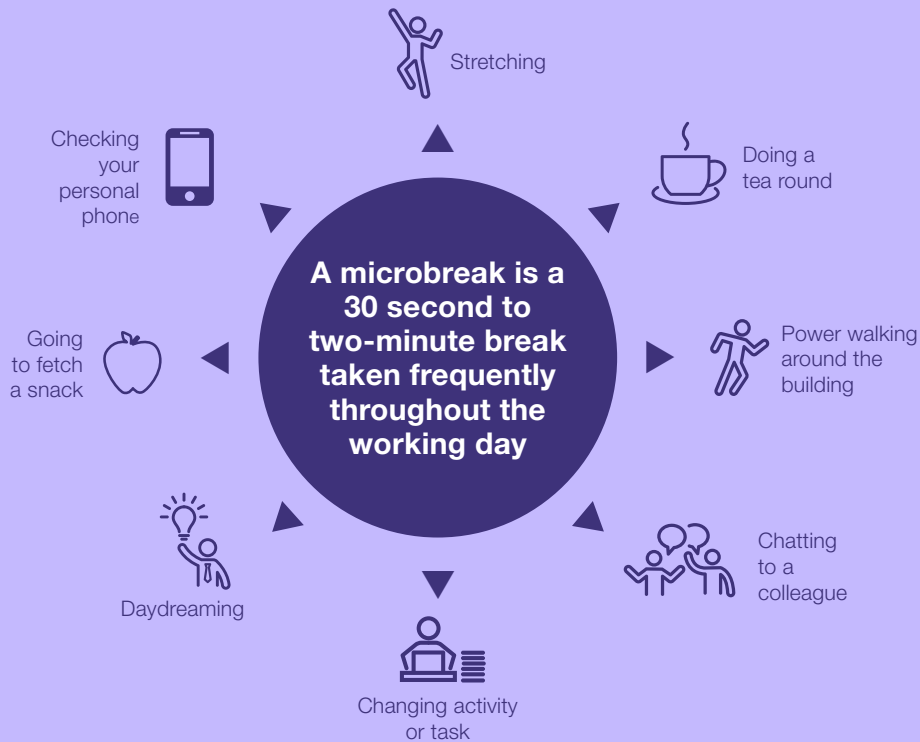 Stretching
Doing a
tea round
Power walking
around the
building
Chatting
to a
colleague
Changing activity
or task
Daydreaming
Going
to fetch
a snack
Checking
your
personal
phone
A microbreak is a
30 second to
two-minute break
taken frequently
throughout the
working day